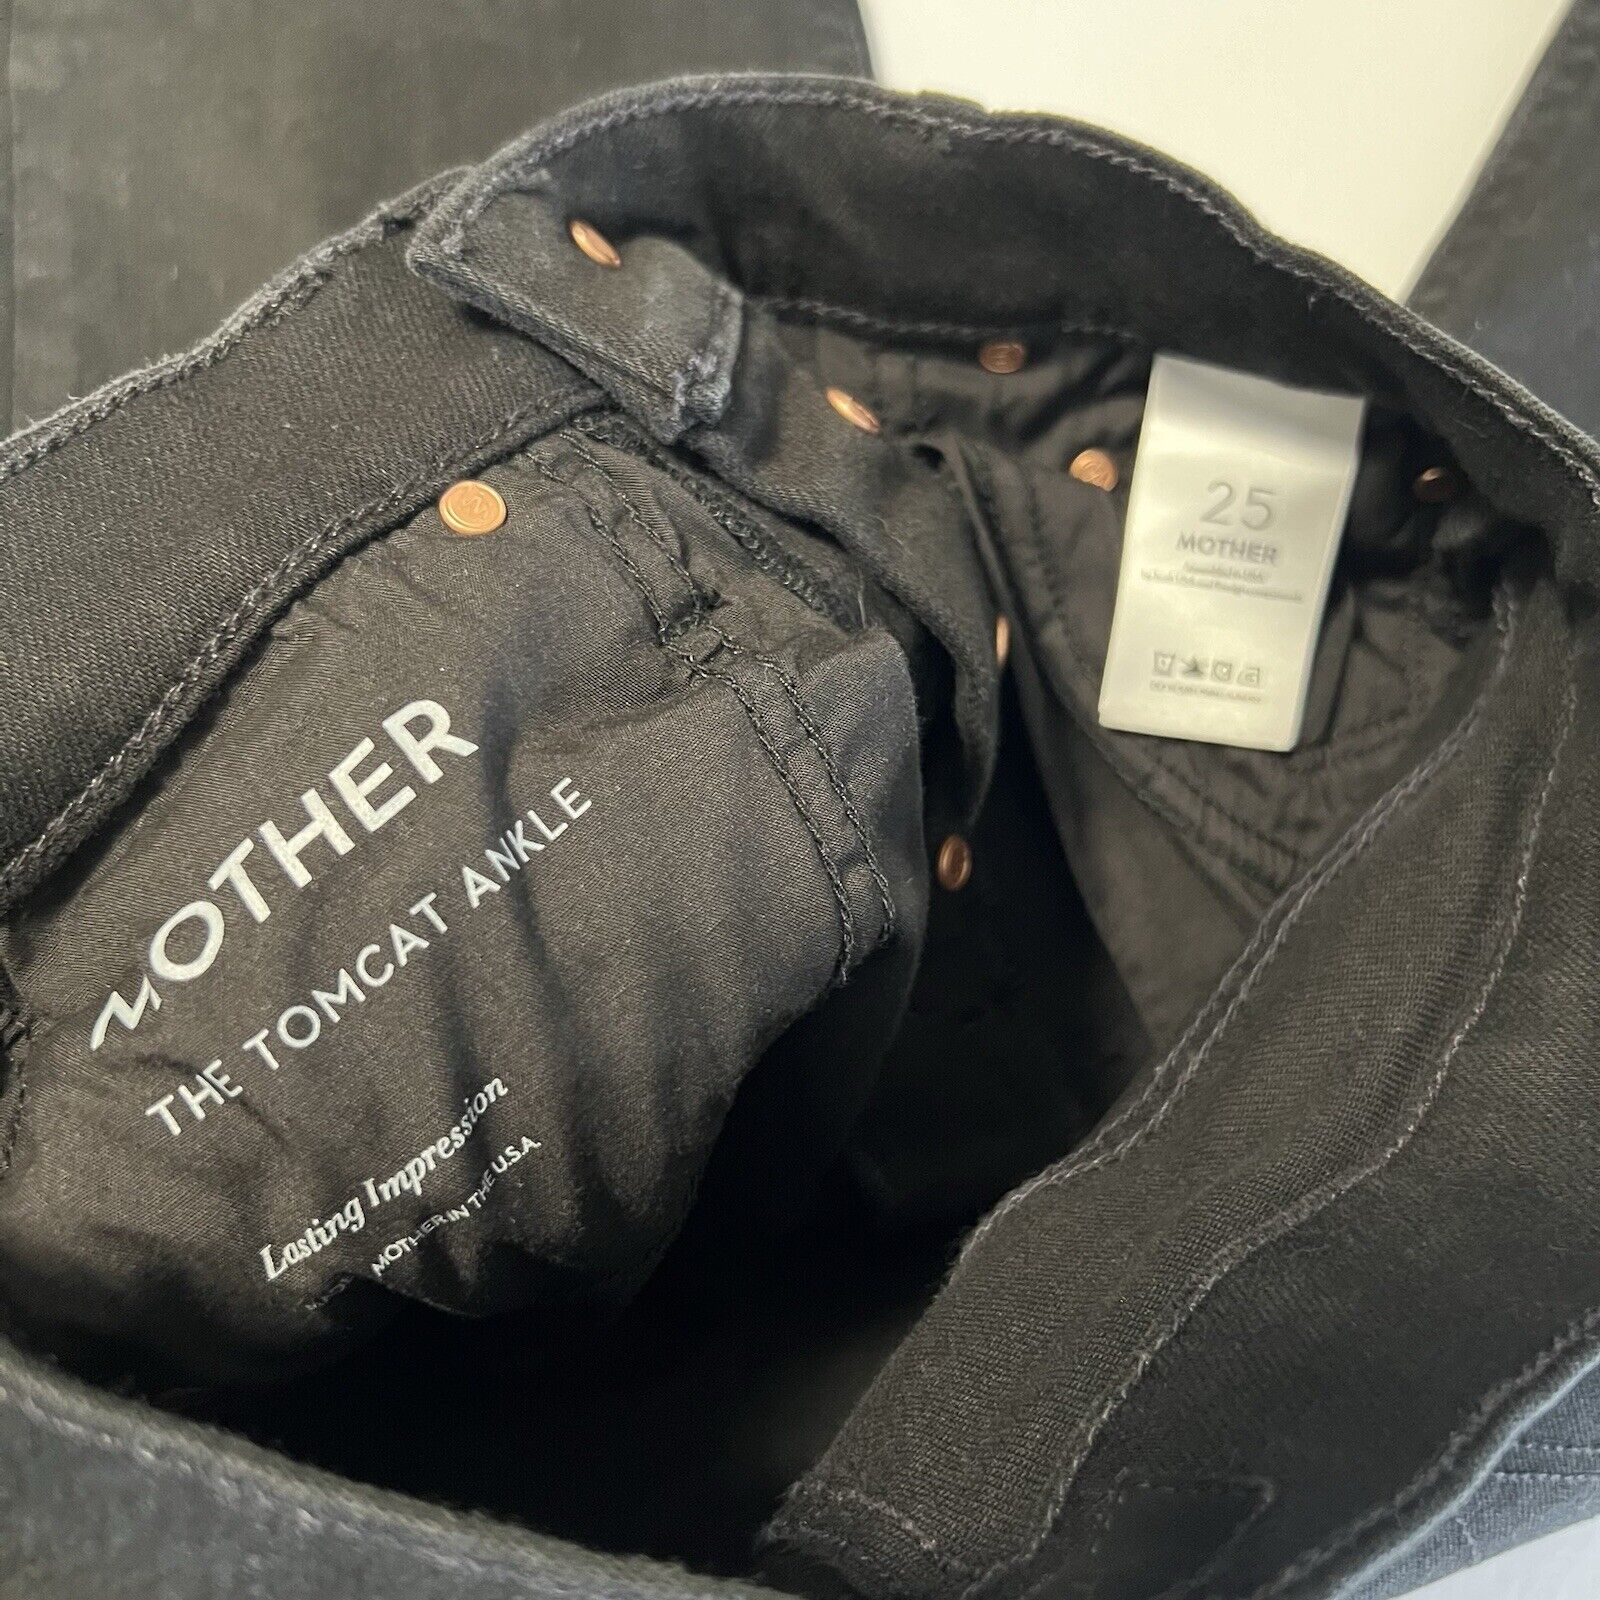 MOTHER
THE TOMCAT ANKLE
Lasting Impression
MOTHER IN THE U.S.A.
25
MOTHER